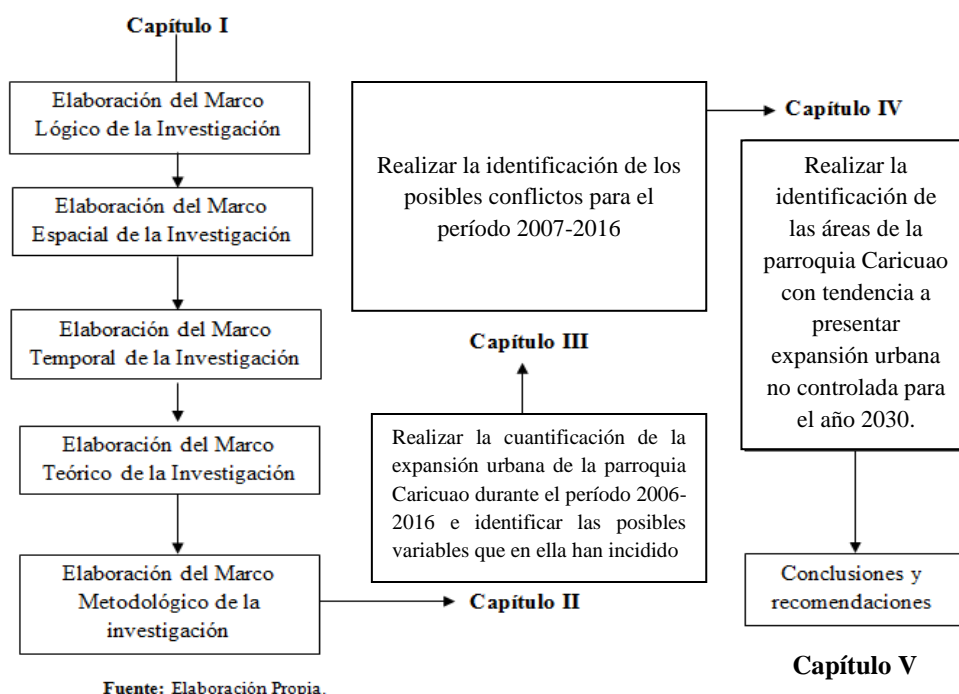 Capítulo I
Elaboración del Marco
Lógico de la Investigación
Elaboración del Marco
Espacial de la Investigación
Elaboración del Marco
Temporal de la Investigación
Elaboración del Marco
Teórico de la Investigación
Elaboración del Marco
Metodológico de la
investigación
Capítulo II
Realizar la cuantificación de la
expansión urbana de la parroquia
Caricuao durante el período 2006-
2016 e identificar las posibles
variables que en ella han incidido
Capítulo III
Realizar la identificación de los
posibles conflictos para el
período 2007-2016
Capítulo IV
Realizar la
identificación de
las áreas de la
parroquia Caricuao
con tendencia a
presentar
expansión urbana
no controlada para
el año 2030.
Conclusiones y
recomendaciones
Capítulo V
Fuente: Elaboración Propia.